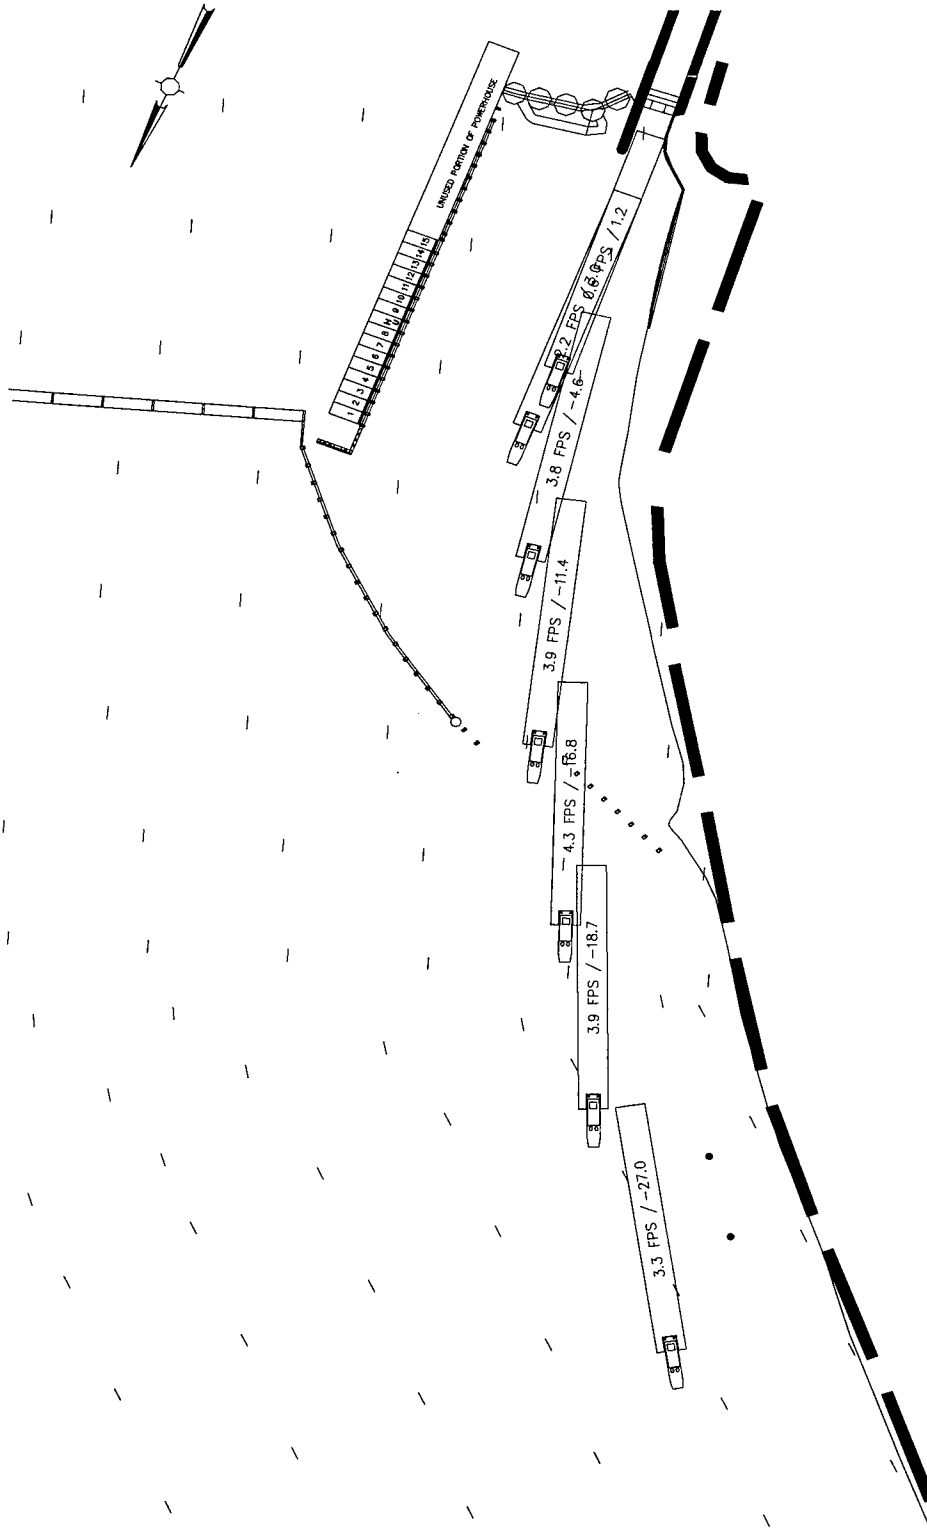 UNUSED PORTION OF POWERHOUSE
15
14
13
12
11
10
9
8
7
6
5
4
3
2
1
3.8 FPS / -4.6
3.9 FPS / -11.4
4.3 FPS / -16.8
3.9 FPS / -18.7
3.3 FPS / -27.0